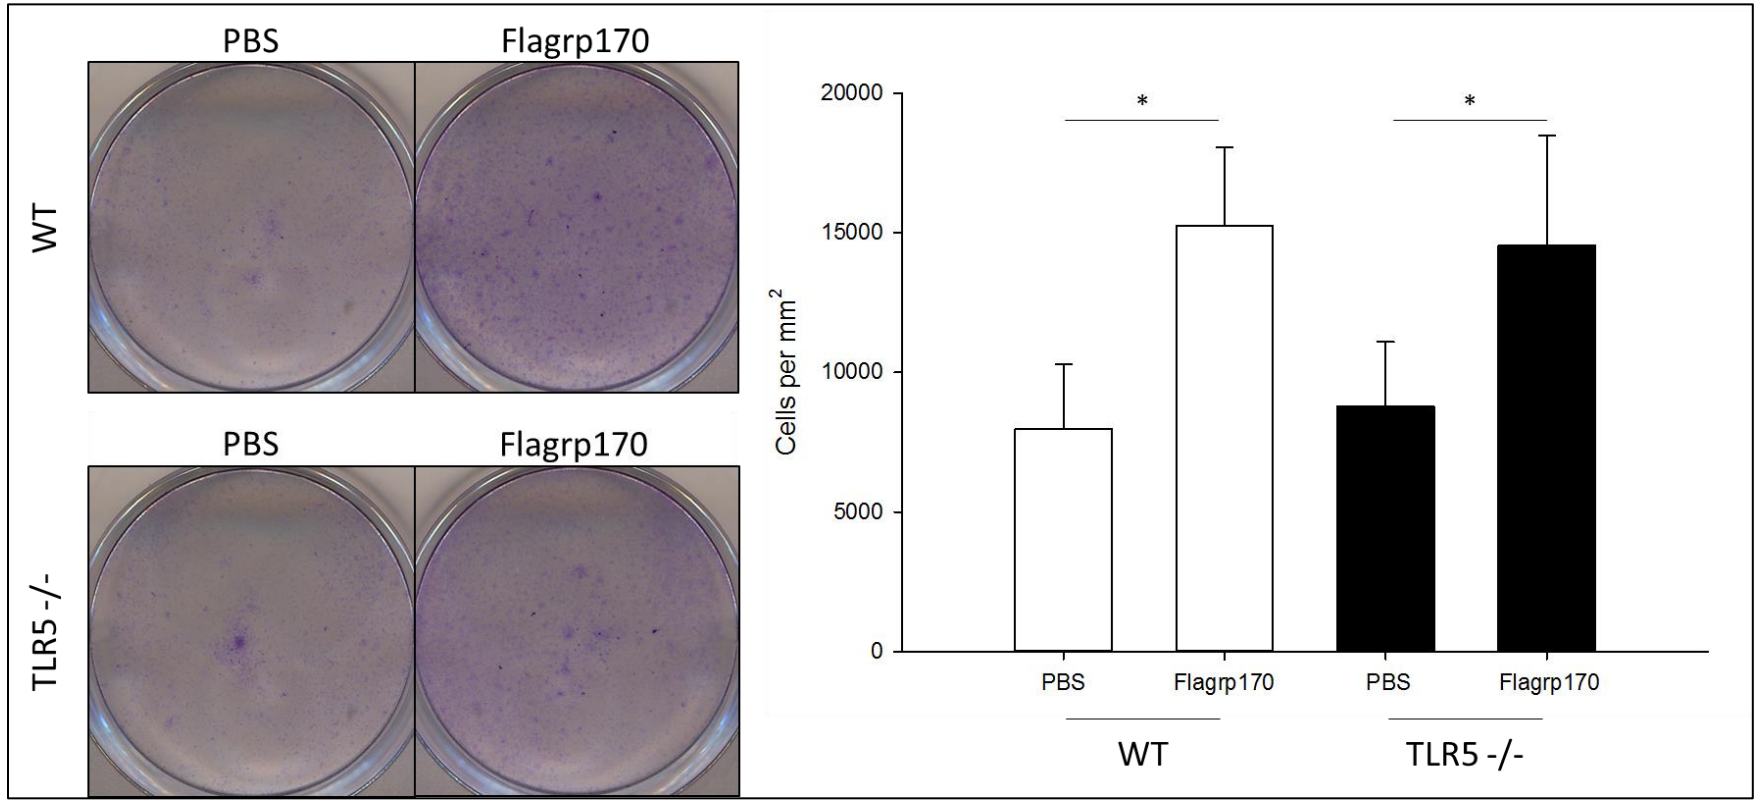 PBS Flagrp170
WT
PBS Flagrp170
TLR5 -/-
20000
15000
10000
5000
0
Cells per mm²
* *
PBS Flagrp170 PBS Flagrp170
WT TLR5 -/-